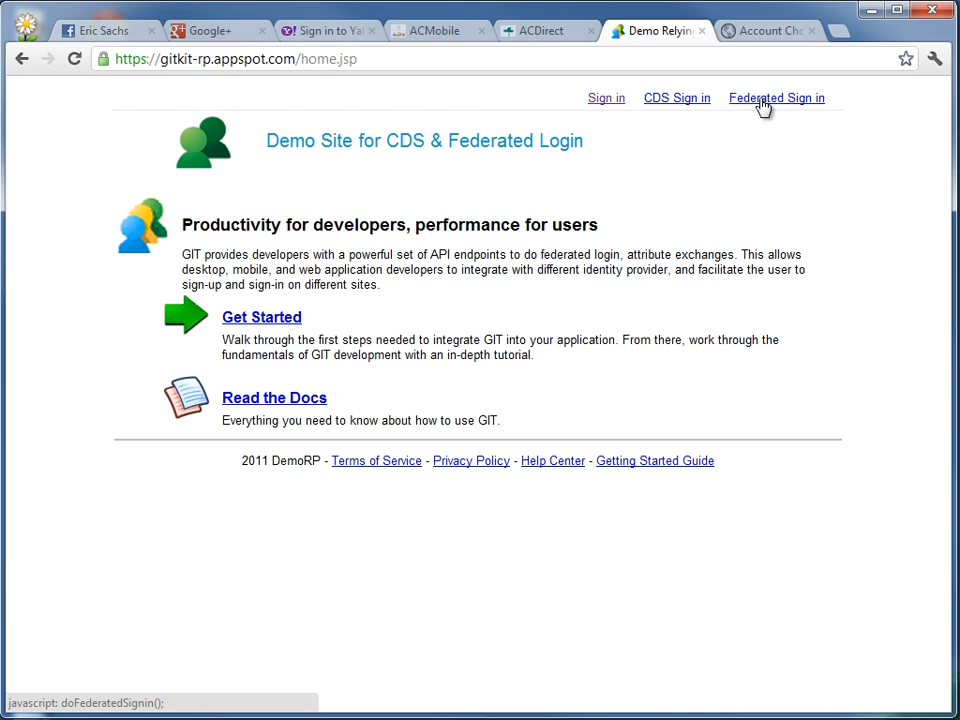 Eric Sachs
Google+
Sign in to Ya
ACMobile
ACDirect
Demo Relyin
Account Cho
https://gitkit-rp.appspot.com/home.jsp
Sign in CDS Sign in Federated Sign in
Demo Site for CDS & Federated Login
Productivity for developers, performance for users
GIT provides developers with a powerful set of API endpoints to do federated login, attribute exchanges. This allows
desktop, mobile, and web application developers to integrate with different identity provider, and facilitate the user to
sign-up and sign-in on different sites.
Get Started
Walk through the first steps needed to integrate GIT into your application. From there, work through the
fundamentals of GIT development with an in-depth tutorial.
Read the Docs
Everything you need to know about how to use GIT.
2011 DemoRP - Terms of Service - Privacy Policy - Help Center - Getting Started Guide
javascript: doFederatedSignin();